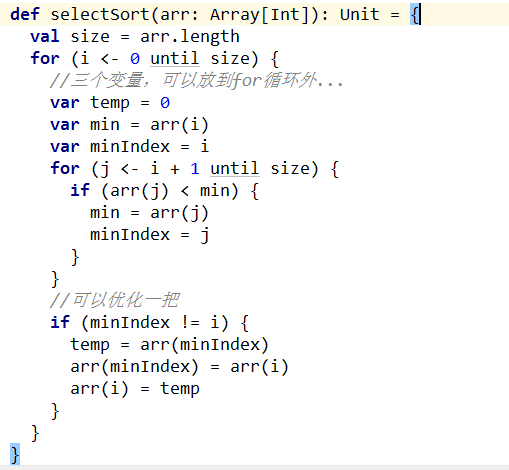 def selectSort(arr: Array[Int]): Unit = {
  val size = arr.length
  for (i <- 0 until size) {
    //三个变量，可以放到for循环外...
    var temp = 0
    var min = arr(i)
    var minIndex = i
    for (j <- i + 1 until size) {
      if (arr(j) < min) {
        min = arr(j)
        minIndex = j
      }
    }
    //可以优化一把
    if (minIndex != i) {
      temp = arr(minIndex)
      arr(minIndex) = arr(i)
      arr(i) = temp
    }
  }
}